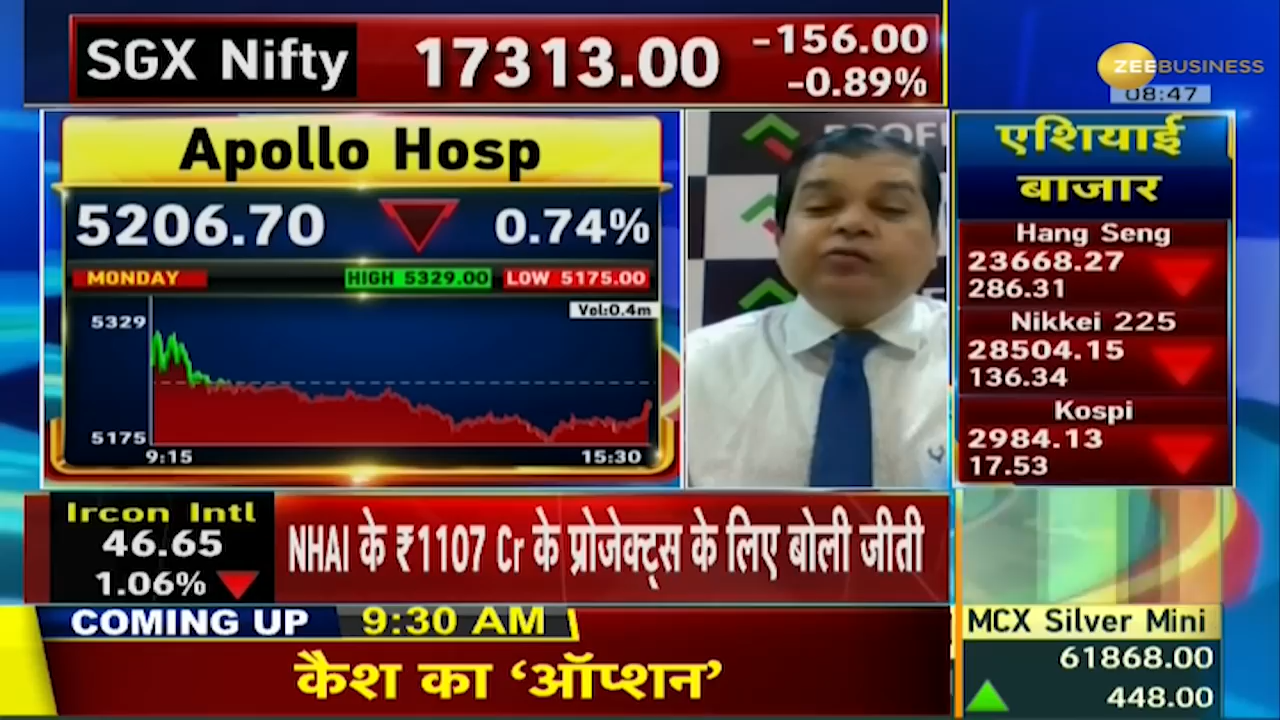 SGX Nifty
17313.00
-156.00
-0.89%
ZEEBUSINESS
08:47
Apollo Hosp
5206.70
0.74%
MONDAY
HIGH 5329.00
LOW 5175.00
Vol:0.4m
5329
5175
9:15
15:30
एशियाई
बाजार
Hang Seng
23668.27
286.31
Nikkei 225
28504.15
136.34
Kospi
2984.13
17.53
Ircon Intl
46.65
1.06%
NHAI के ₹1107 Cr के प्रोजेक्ट्स के लिए बोली जीती
COMING UP
9:30 AM
कैश का ‘ऑप्शन’
MCX Silver Mini
61868.00
448.00